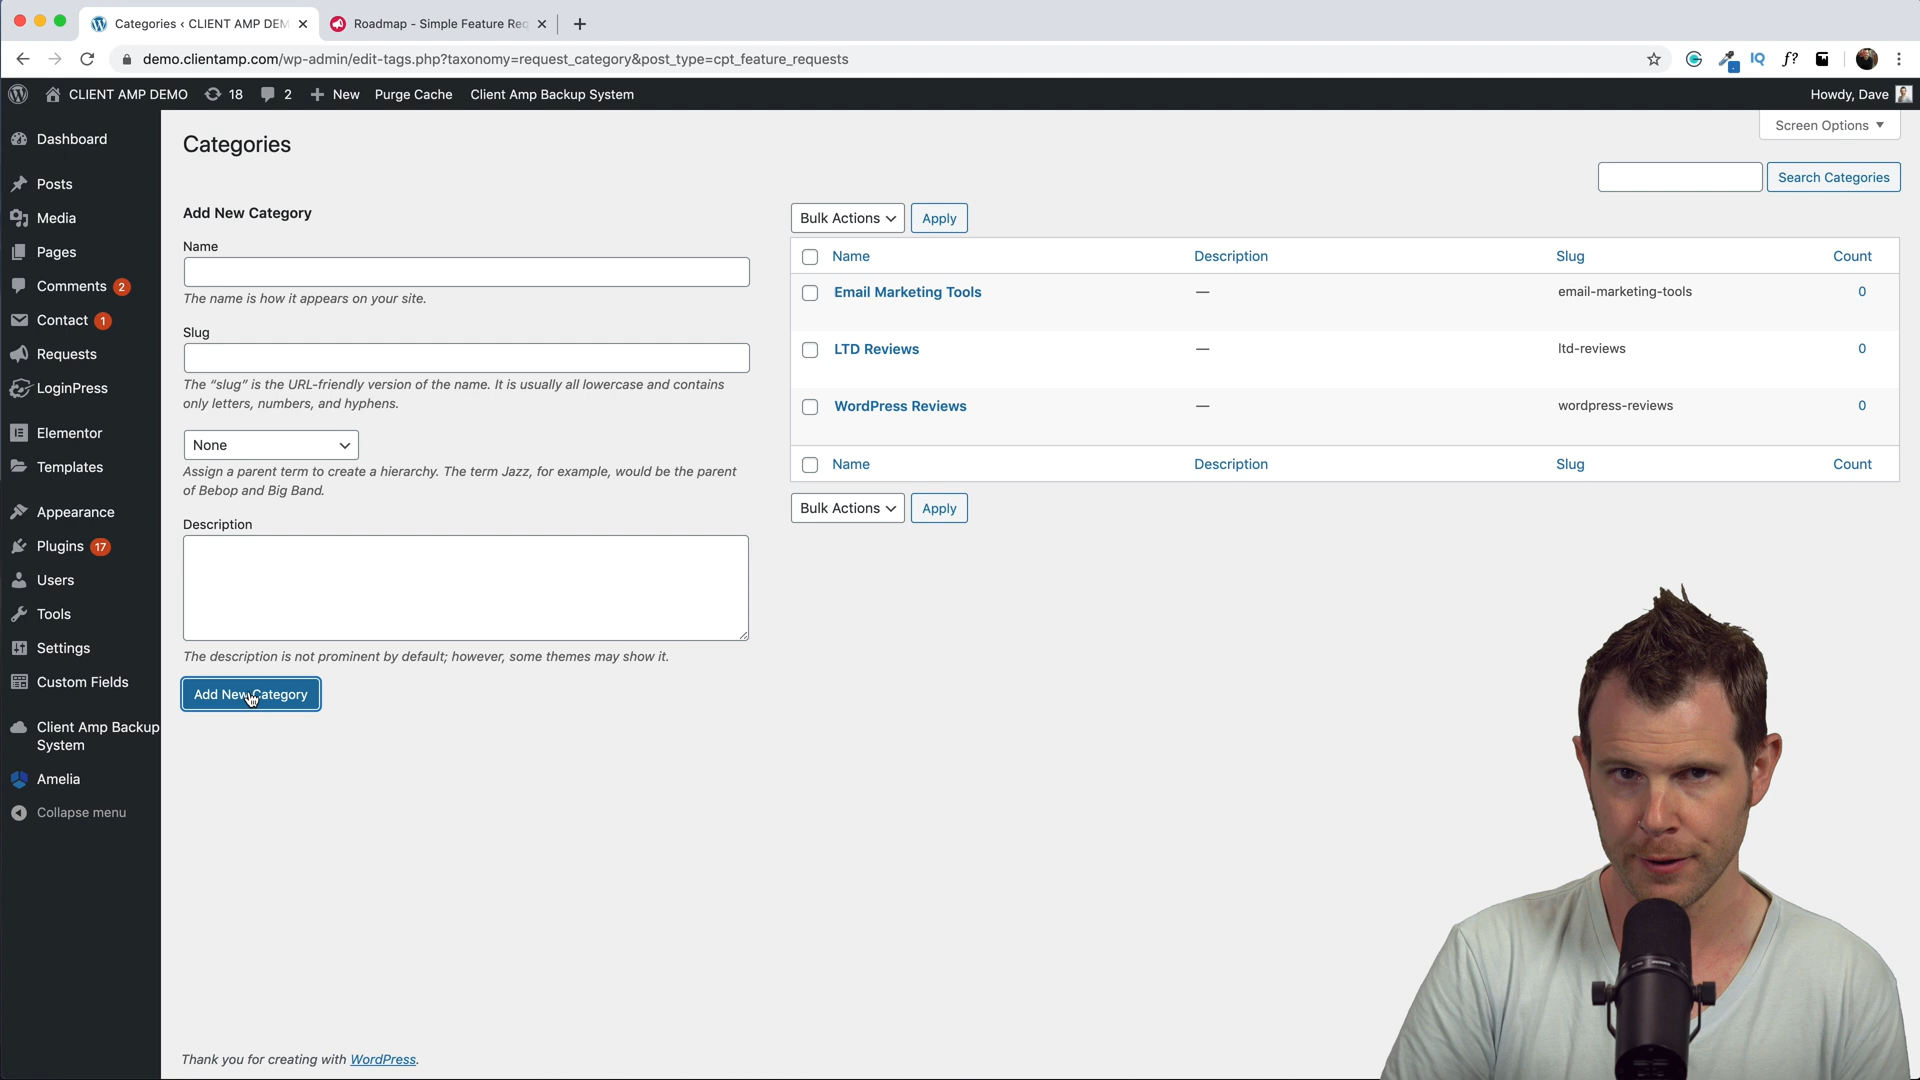 Categories ‹ CLIENT AMP DEM
Roadmap - Simple Feature Req
demo.clientamp.com/wp-admin/edit-tags.php?taxonomy=request_category&post_type=cpt_feature_requests
IQ
f?
CLIENT AMP DEMO
18
2
New
Purge Cache
Client Amp Backup System
Howdy, Dave
Dashboard
Posts
Media
Pages
Comments 2
Contact 1
Requests
LoginPress
Elementor
Templates
Appearance
Plugins 17
Users
Tools
Settings
Custom Fields
Client Amp Backup
System
Amelia
Collapse menu
Categories
Screen Options
Search Categories
Add New Category
Name
The name is how it appears on your site.
Slug
The “slug” is the URL-friendly version of the name. It is usually all lowercase and contains
only letters, numbers, and hyphens.
None
Assign a parent term to create a hierarchy. The term Jazz, for example, would be the parent
of Bebop and Big Band.
Description
The description is not prominent by default; however, some themes may show it.
Add New Category
Bulk Actions
Apply
Name Description Slug Count
Email Marketing Tools — email-marketing-tools 0
LTD Reviews — ltd-reviews 0
WordPress Reviews — wordpress-reviews 0
Name Description Slug Count
Bulk Actions
Apply
Thank you for creating with WordPress.